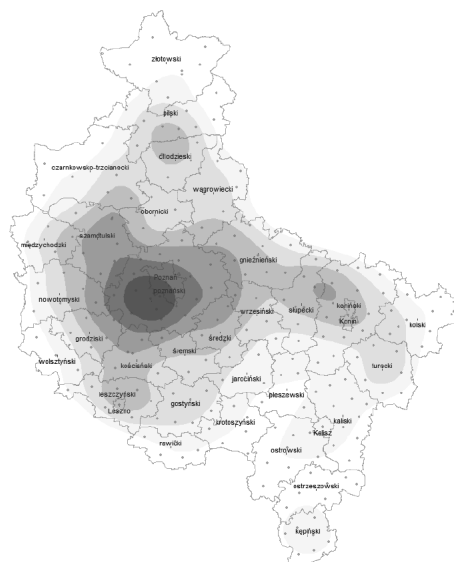 złotowski
pilski
chodzieski
czarnkowsko-trzcianecki
wągrowiecki
obornicki
szamotulski
międzychodzki
gnieźnieński
Poznań
poznański
nowotomyski
wrzesiński
słupecki
koniński
Konin
kolski
grodziski
średzki
śremski
wolsztyński
kościański
turecki
jarociński
leszczyński
Leszno
gostyński
pleszewski
krotoszyński
kaliski
Kalisz
rawicki
ostrowski
ostrzeszowski
kępiński